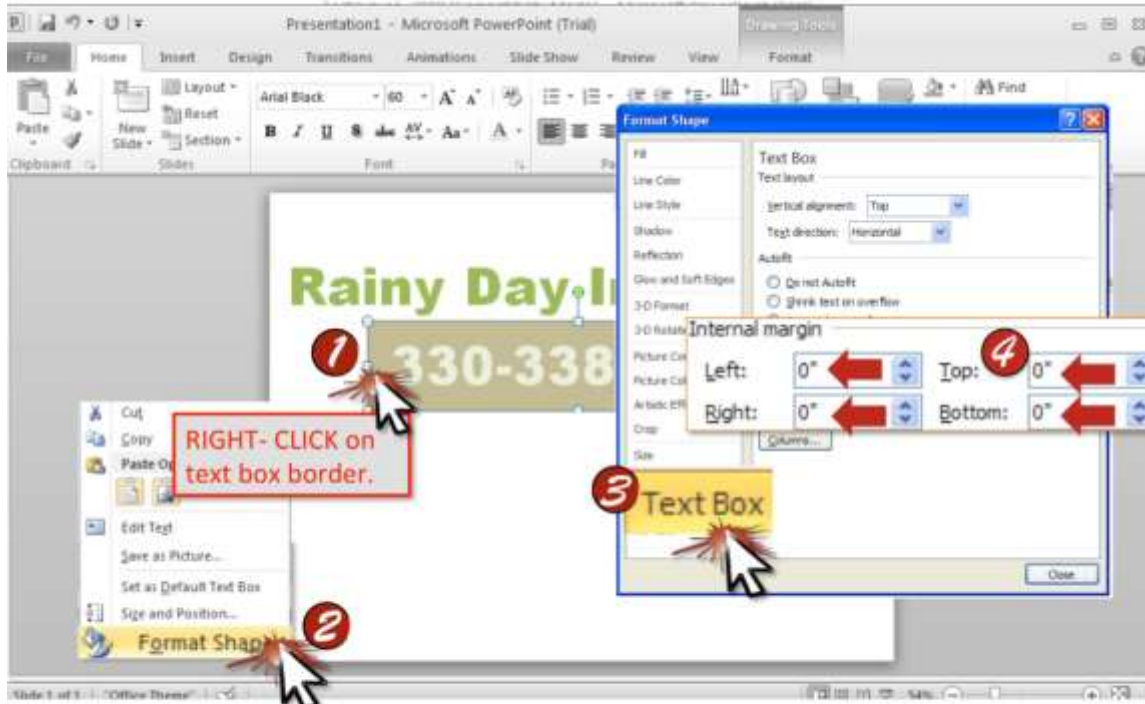 Presentation1 - Microsoft PowerPoint (Trial)
Drawing Tools
File Home Insert Design Transitions Animations Slide Show Review View Format
Paste
New Slide
Layout
Reset
Section
Arial Black 60
Find
Clipboard Slides Font
Format Shape
Fill
Line Color
Line Style
Shadow
Reflection
Glow and Soft Edges
3-D Format
Crop
Size
Text Box
Text layout
Vertical alignment: Top
Text direction: Horizontal
Autofit
Do not Autofit
Shrink text on overflow
Internal margin
Left: 0" Top: 0"
Right: 0" Bottom: 0"
4
Columns...
3
Text Box
Close
Rainy Day
1
330-338
RIGHT- CLICK on
text box border.
Cut
Copy
Edit Text
Save as Picture...
Set as Default Text Box
Size and Position...
Format Shap
2
Slide 1 of 1 "Office Theme" 54%